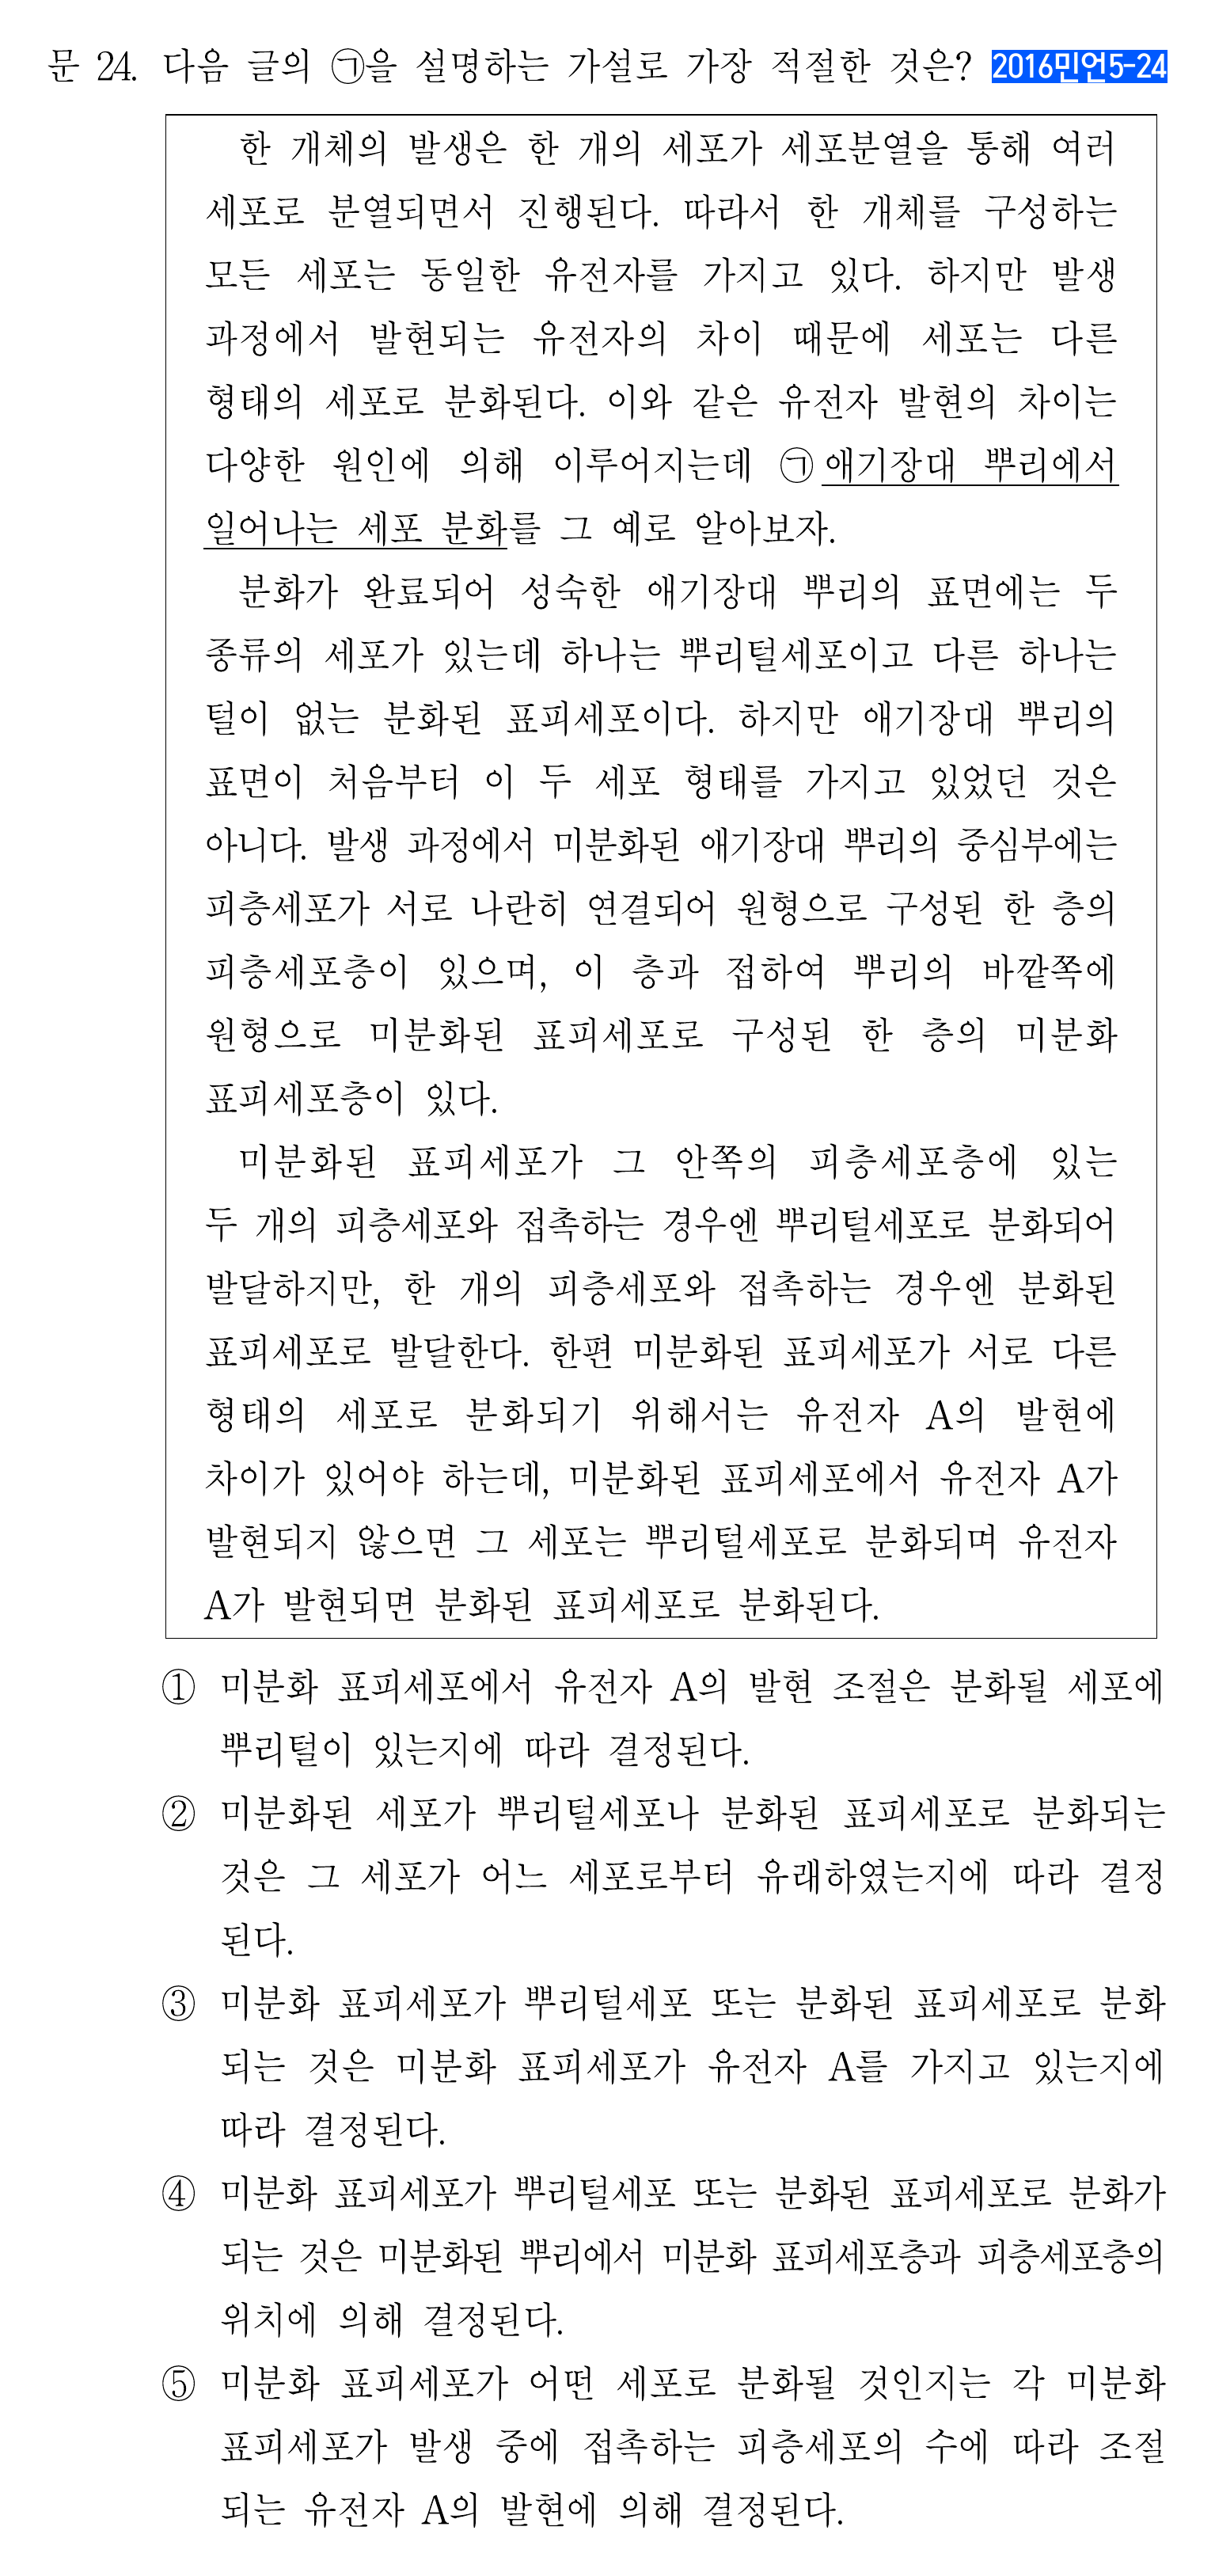 문 24. 다음 글의 ㉠을 설명하는 가설로 가장 적절한 것은? 2016민언5-24
한 개체의 발생은 한 개의 세포가 세포분열을 통해 여러
세포로 분열되면서 진행된다. 따라서 한 개체를 구성하는
모든 세포는 동일한 유전자를 가지고 있다. 하지만 발생
과정에서 발현되는 유전자의 차이 때문에 세포는 다른
형태의 세포로 분화된다. 이와 같은 유전자 발현의 차이는
다양한 원인에 의해 이루어지는데 ㉠애기장대 뿌리에서
일어나는 세포 분화를 그 예로 알아보자.
분화가 완료되어 성숙한 애기장대 뿌리의 표면에는 두
종류의 세포가 있는데 하나는 뿌리털세포이고 다른 하나는
털이 없는 분화된 표피세포이다. 하지만 애기장대 뿌리의
표면이 처음부터 이 두 세포 형태를 가지고 있었던 것은
아니다. 발생 과정에서 미분화된 애기장대 뿌리의 중심부에는
피층세포가 서로 나란히 연결되어 원형으로 구성된 한 층의
피층세포층이 있으며, 이 층과 접하여 뿌리의 바깥쪽에
원형으로 미분화된 표피세포로 구성된 한 층의 미분화
표피세포층이 있다.
미분화된 표피세포가 그 안쪽의 피층세포층에 있는
두 개의 피층세포와 접촉하는 경우엔 뿌리털세포로 분화되어
발달하지만, 한 개의 피층세포와 접촉하는 경우엔 분화된
표피세포로 발달한다. 한편 미분화된 표피세포가 서로 다른
형태의 세포로 분화되기 위해서는 유전자 A의 발현에
차이가 있어야 하는데, 미분화된 표피세포에서 유전자 A가
발현되지 않으면 그 세포는 뿌리털세포로 분화되며 유전자
A가 발현되면 분화된 표피세포로 분화된다.
① 미분화 표피세포에서 유전자 A의 발현 조절은 분화될 세포에
뿌리털이 있는지에 따라 결정된다.
② 미분화된 세포가 뿌리털세포나 분화된 표피세포로 분화되는
것은 그 세포가 어느 세포로부터 유래하였는지에 따라 결정
된다.
③ 미분화 표피세포가 뿌리털세포 또는 분화된 표피세포로 분화
되는 것은 미분화 표피세포가 유전자 A를 가지고 있는지에
따라 결정된다.
④ 미분화 표피세포가 뿌리털세포 또는 분화된 표피세포로 분화가
되는 것은 미분화된 뿌리에서 미분화 표피세포층과 피층세포층의
위치에 의해 결정된다.
⑤ 미분화 표피세포가 어떤 세포로 분화될 것인지는 각 미분화
표피세포가 발생 중에 접촉하는 피층세포의 수에 따라 조절
되는 유전자 A의 발현에 의해 결정된다.